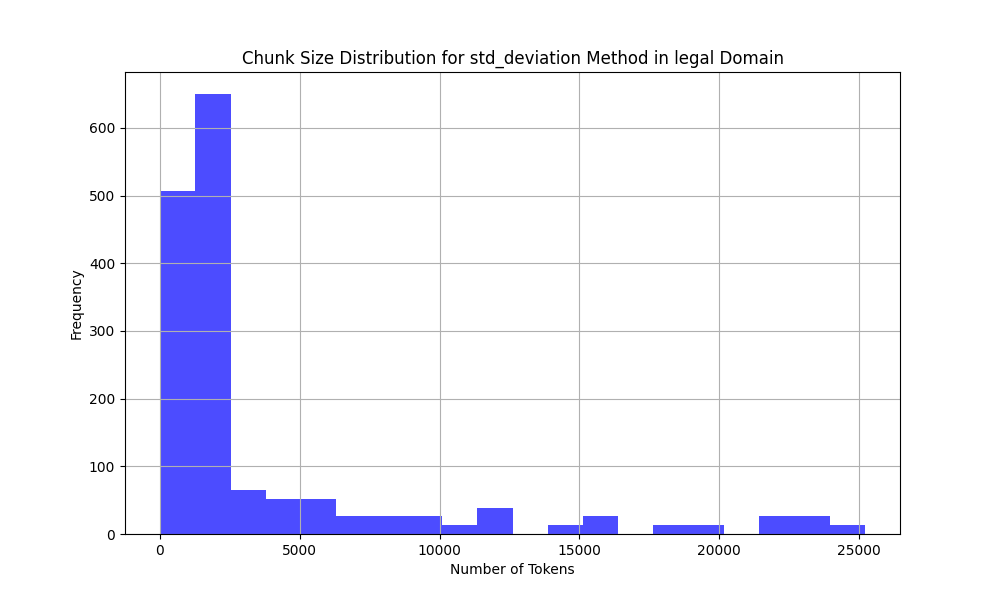 Chunk Size Distribution for std_deviation Method in legal Domain
600
500
400
300
200
100
0
Frequency
0 5000 10000 15000 20000 25000
Number of Tokens